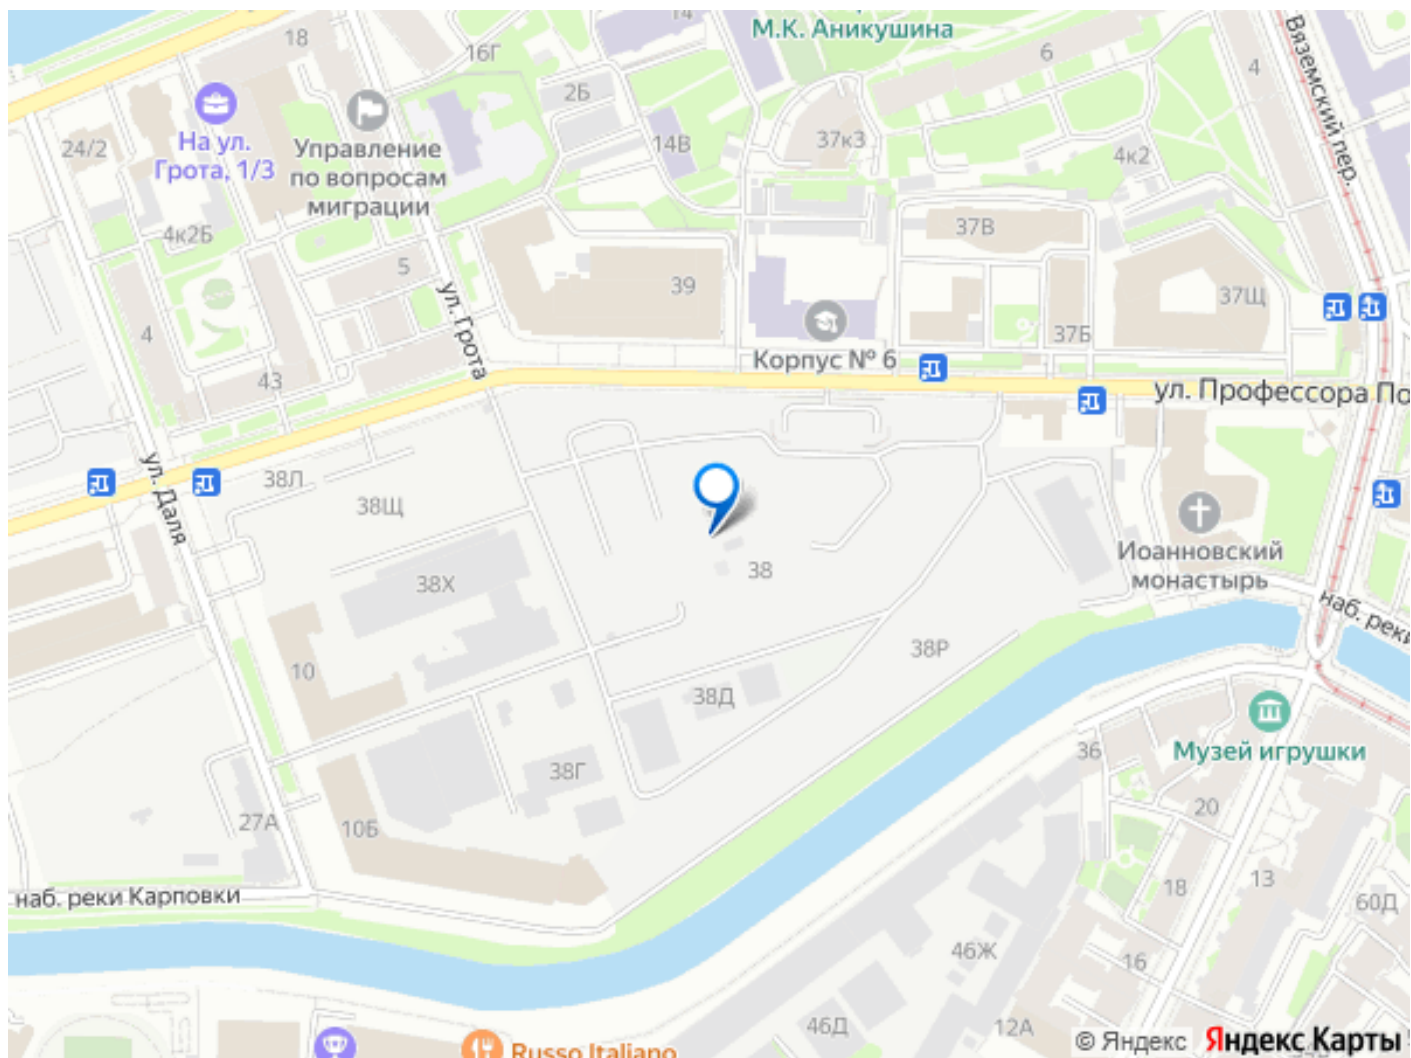 14
М.К. Аникушина
18
16Г
6
Вяземский пер.
4
2Б
На ул.
Грота, 1/3
24/2
Управление
по вопросам
миграции
14В
37к3
4к2
4к2Б
37В
5
39
37Щ
ул. Грота
4
37Б
Корпус № 6
43
ул. Профессора По
ул. Даля
38Л
38Щ
Иоанновский
монастырь
38
38Х
наб. реки
38Р
10
38Д
Музей игрушки
36
38Г
20
27А
10Б
13
18
наб. реки Карповки
60Д
46Ж
16
46Д
12А
Russo Italiano
© Яндекс Яндекс Карты